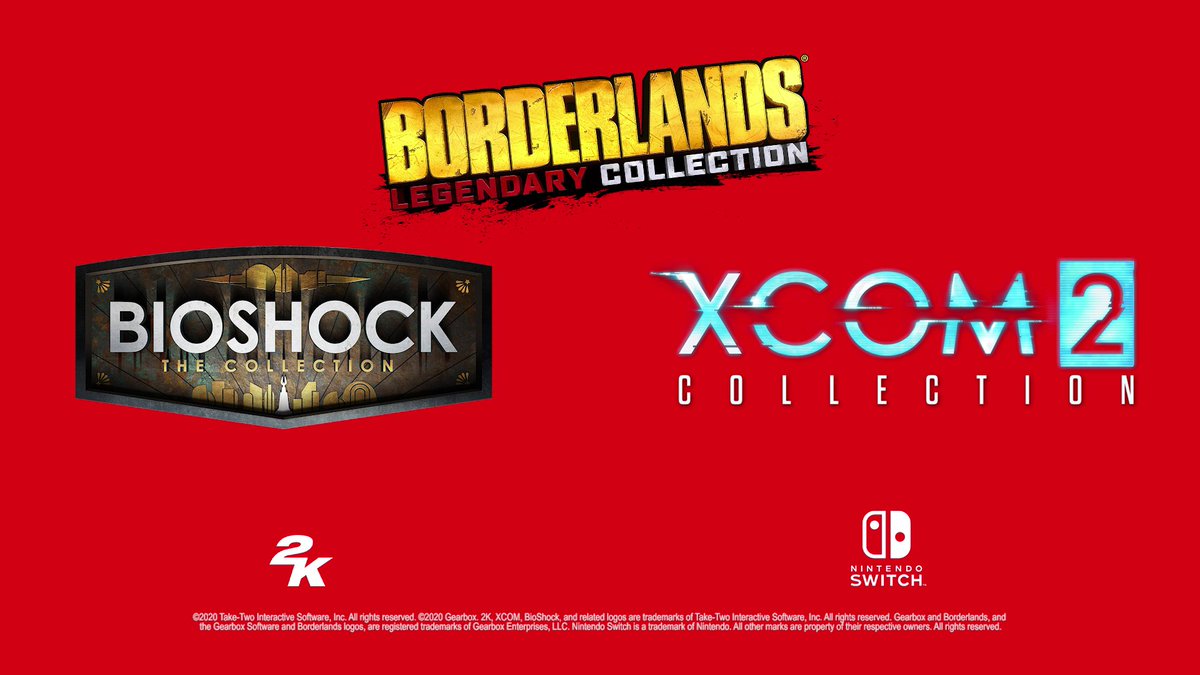 BORDERLANDS®
LEGENDARY COLLECTION
BIOSHOCK
THE COLLECTION
XCOM 2
COLLECTION
2K
NINTENDO
SWITCH™
©2020 Take-Two Interactive Software, Inc. All rights reserved. ©2020 Gearbox. 2K, XCOM, BioShock, and related logos are trademarks of Take-Two Interactive Software, Inc. All rights reserved. Gearbox and Borderlands, and
the Gearbox Software and Borderlands logos, are registered trademarks of Gearbox Enterprises, LLC. Nintendo Switch is a trademark of Nintendo. All other marks are property of their respective owners. All rights reserved.